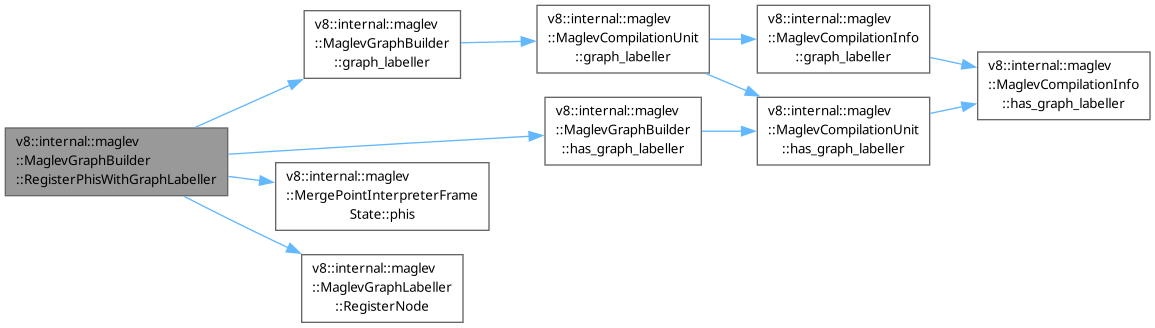 v8::internal::maglev
::MaglevGraphBuilder
::RegisterPhisWithGraphLabeller
v8::internal::maglev
::MaglevGraphBuilder
::graph_labeller
v8::internal::maglev
::MaglevCompilationUnit
::graph_labeller
v8::internal::maglev
::MaglevCompilationInfo
::graph_labeller
v8::internal::maglev
::MaglevCompilationInfo
::has_graph_labeller
v8::internal::maglev
::MaglevCompilationUnit
::has_graph_labeller
v8::internal::maglev
::MaglevGraphBuilder
::has_graph_labeller
v8::internal::maglev
::MergePointInterpreterFrame
State::phis
v8::internal::maglev
::MaglevGraphLabeller
::RegisterNode